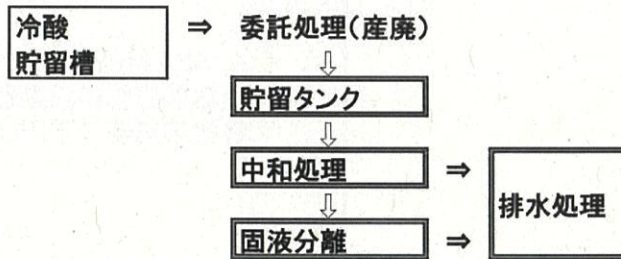 冷酸
貯留槽
⇒ 委託処理(産廃)
⇩
貯留タンク
⇩
中和処理 ⇒
排水処理
⇩
固液分離 ⇒